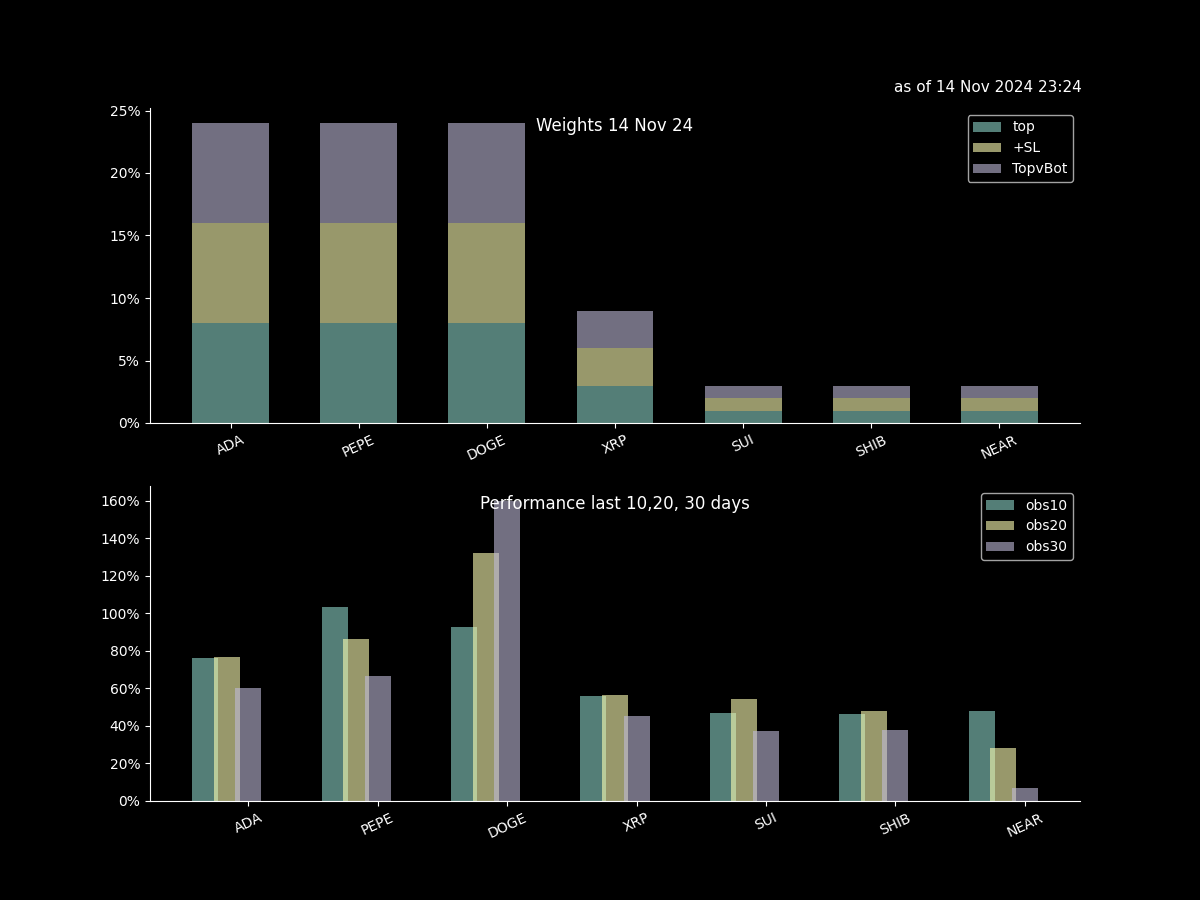 as of 14 Nov 2024 23:24
Weights 14 Nov 24
25%
20%
15%
10%
5%
0%
top
+SL
TopvBot
ADA PEPE DOGE XRP SUI SHIB NEAR
Performance last 10,20, 30 days
160%
140%
120%
100%
80%
60%
40%
20%
0%
obs10
obs20
obs30
ADA PEPE DOGE XRP SUI SHIB NEAR